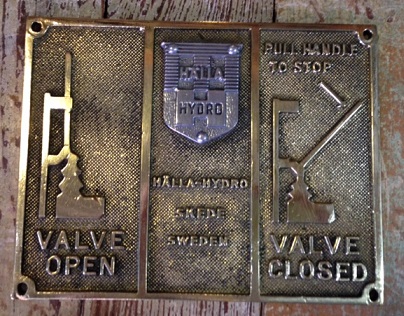 VALVE
OPEN
HÄLLA
HYDRO
HÄLLA-HYDRO
SKEDE
SWEDEN
PULL HANDLE
TO STOP
VALVE
CLOSED